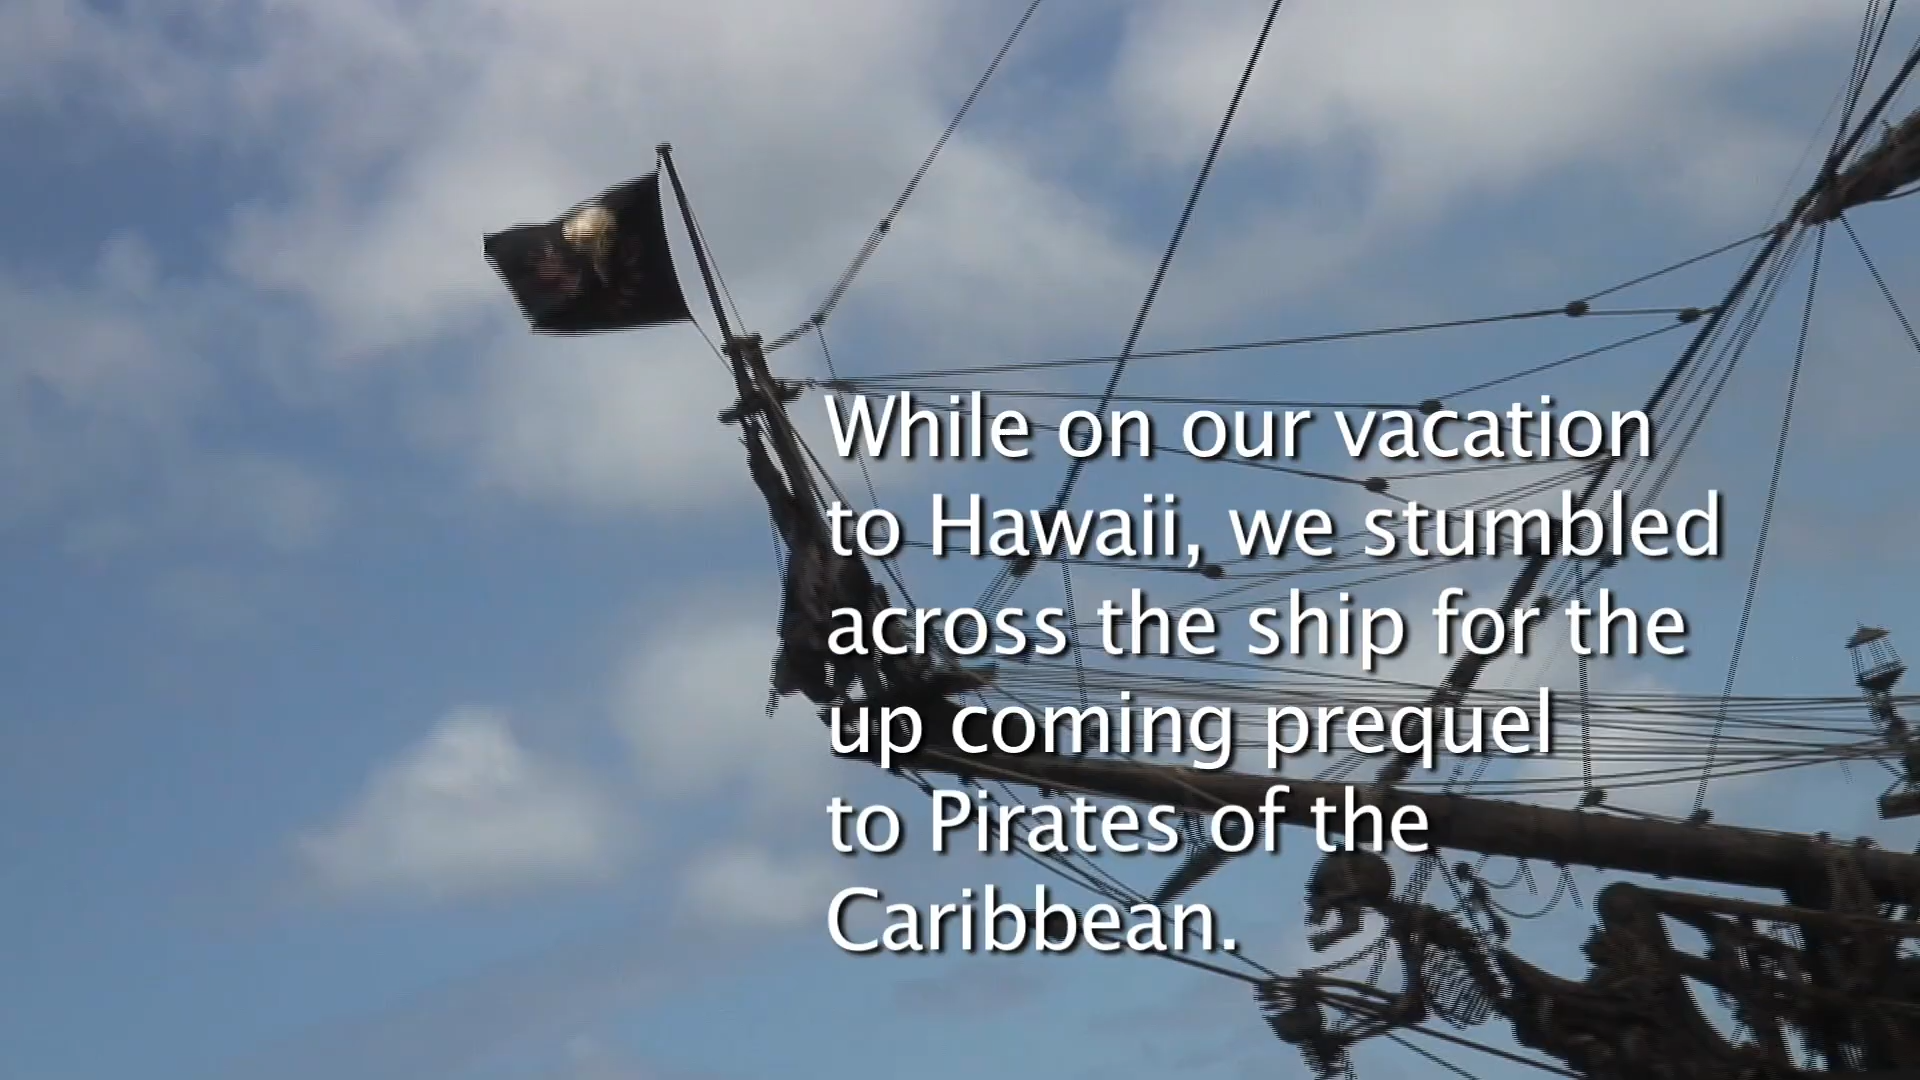 While on our vacation
to Hawaii, we stumbled
across the ship for the
up coming prequel
to Pirates of the
Caribbean.